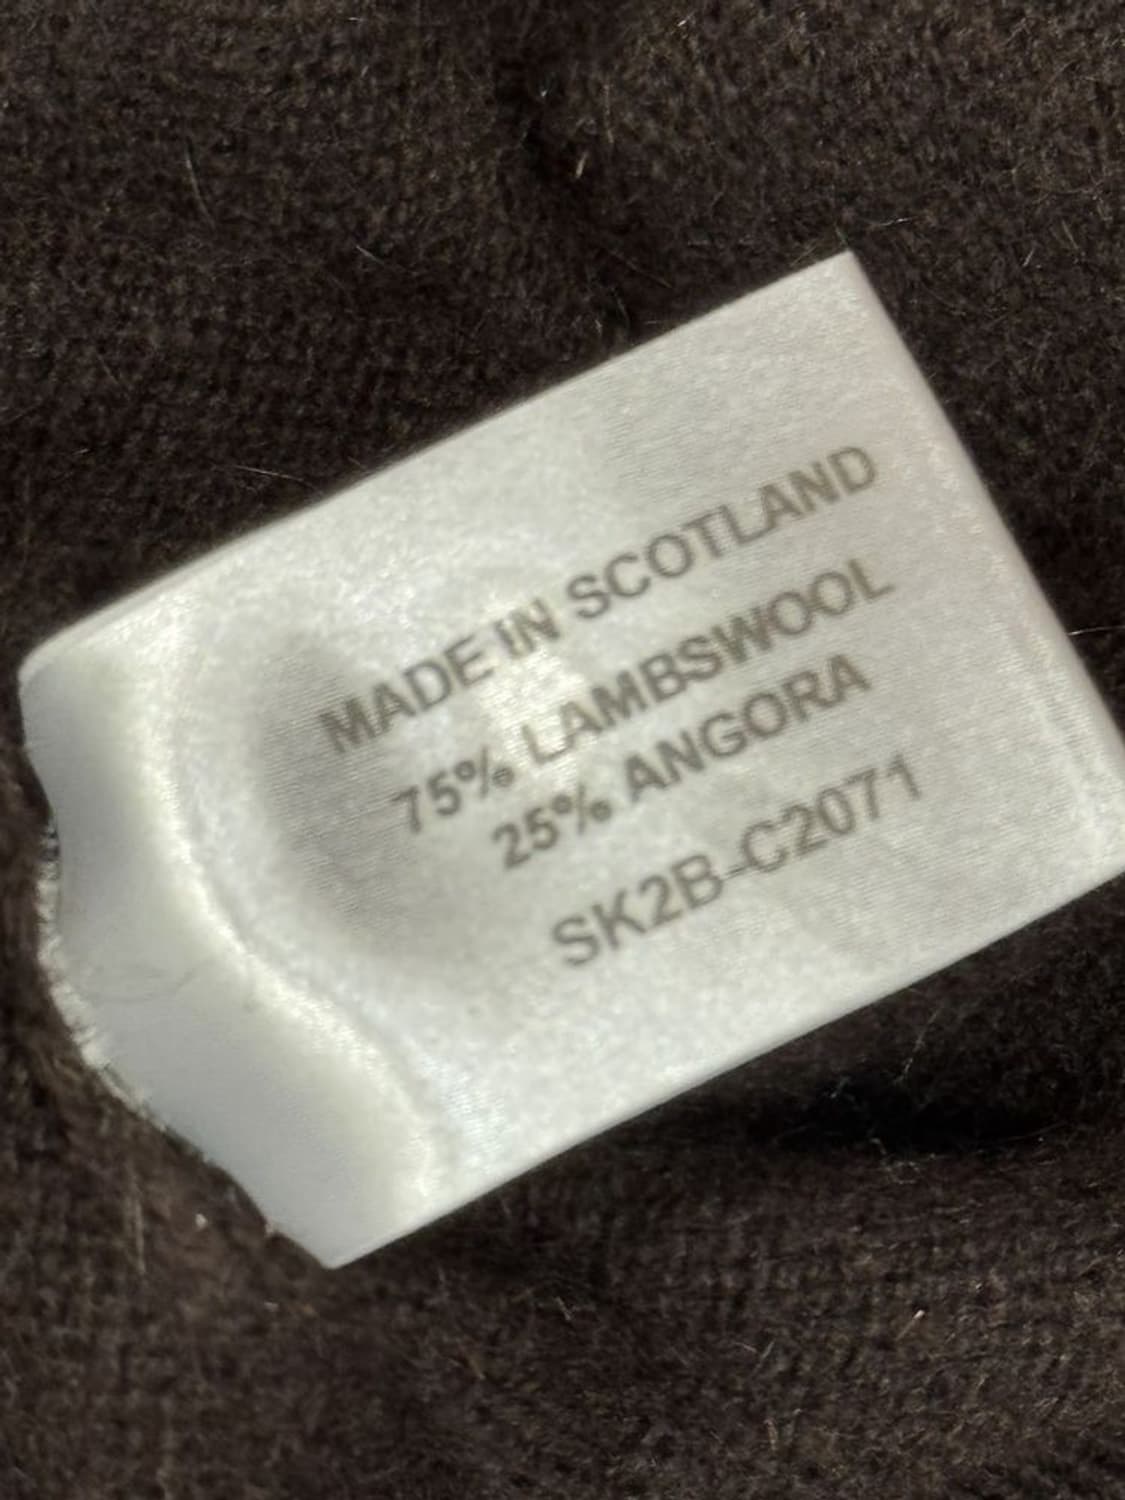 MADE IN SCOTLAND
75% LAMBSWOOL
25% ANGORA
SK2B-C2071